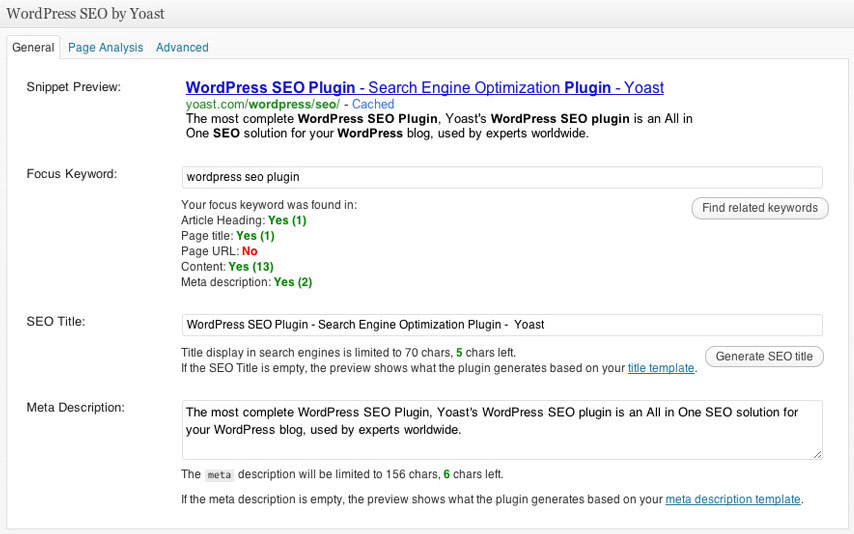 WordPress SEO by Yoast
General Page Analysis Advanced
Snippet Preview:
WordPress SEO Plugin - Search Engine Optimization Plugin - Yoast
yoast.com/wordpress/seo/ - Cached
The most complete WordPress SEO Plugin, Yoast's WordPress SEO plugin is an All in
One SEO solution for your WordPress blog, used by experts worldwide.
Focus Keyword:
wordpress seo plugin
Your focus keyword was found in:
Find related keywords
Article Heading: Yes (1)
Page title: Yes (1)
Page URL: No
Content: Yes (13)
Meta description: Yes (2)
SEO Title:
WordPress SEO Plugin - Search Engine Optimization Plugin -  Yoast
Title display in search engines is limited to 70 chars, 5 chars left.
Generate SEO title
If the SEO Title is empty, the preview shows what the plugin generates based on your title template.
Meta Description:
The most complete WordPress SEO Plugin, Yoast's WordPress SEO plugin is an All in One SEO solution for
your WordPress blog, used by experts worldwide.
The meta description will be limited to 156 chars, 6 chars left.
If the meta description is empty, the preview shows what the plugin generates based on your meta description template.